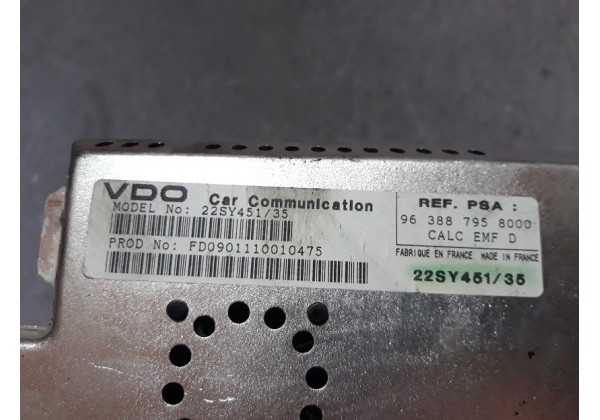 VDO Car Communication
MODEL No: 22SY451/35
PROD No: FD0901110010475
REF. PSA :
96 388 795 8000
CALC EMF D
FABRIQUE EN FRANCE MADE IN FRANCE
22SY451/35